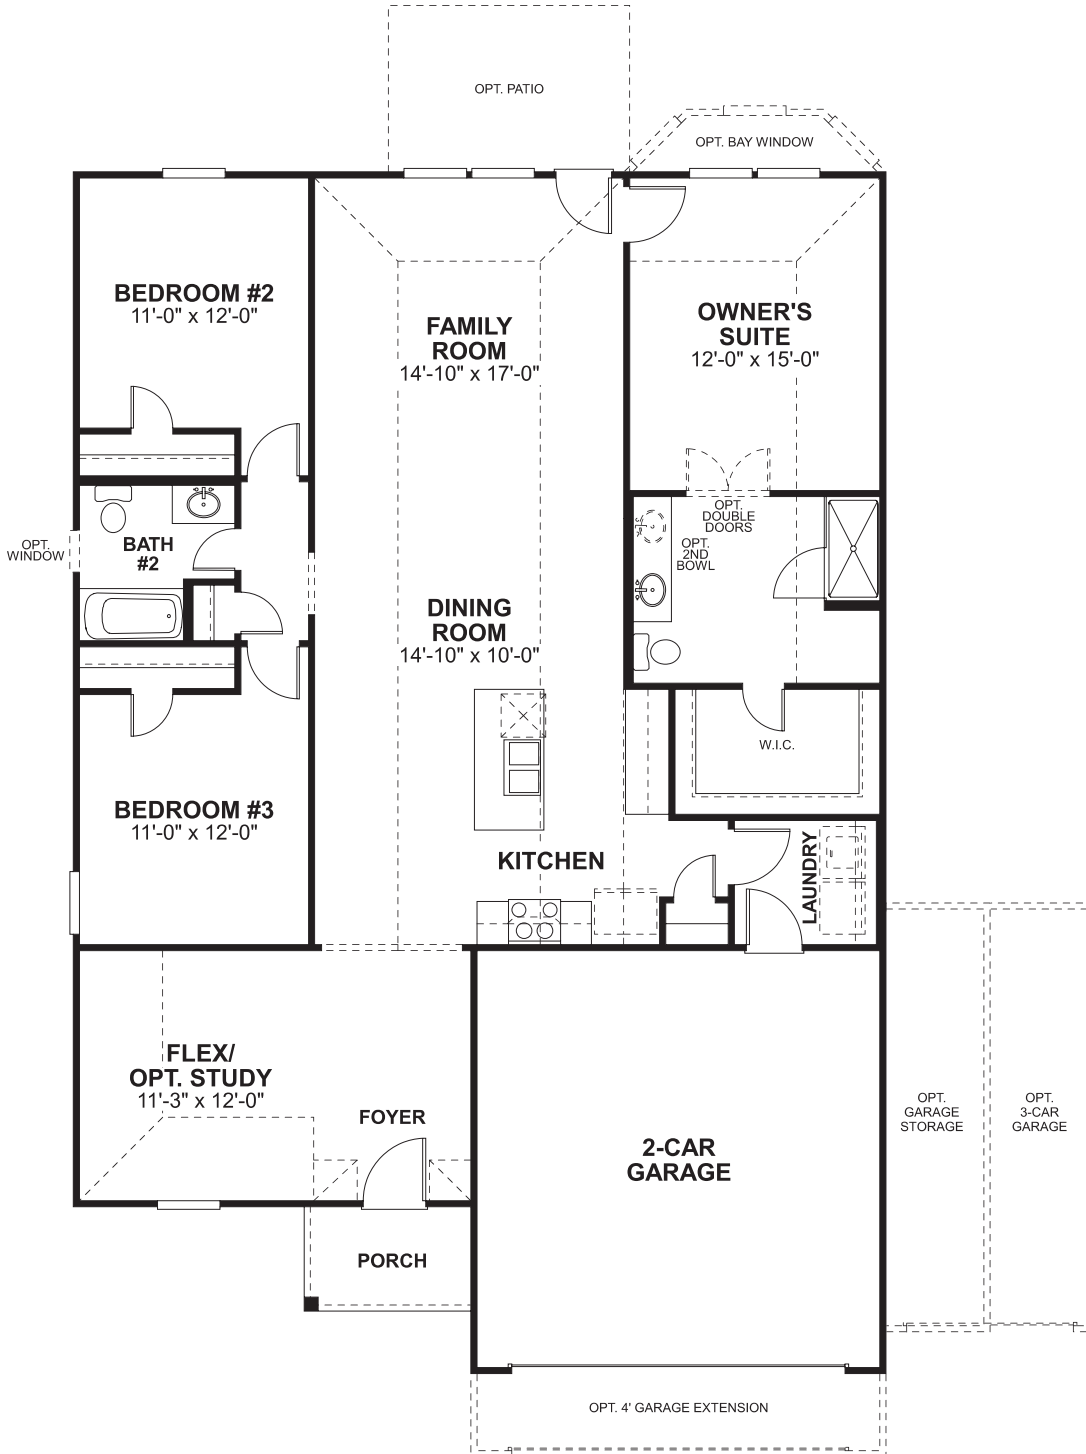 OPT. PATIO
OPT. BAY WINDOW
BEDROOM #2
11'-0" x 12'-0"
FAMILY
ROOM
14'-10" x 17'-0"
OWNER'S
SUITE
12'-0" x 15'-0"
OPT.
WINDOW
BATH
#2
OPT.
DOUBLE
DOORS
OPT.
2ND
BOWL
DINING
ROOM
14'-10" x 10'-0"
W.I.C.
BEDROOM #3
11'-0" x 12'-0"
KITCHEN
LAUNDRY
FLEX/
OPT. STUDY
11'-3" x 12'-0"
FOYER
2-CAR
GARAGE
OPT.
GARAGE
STORAGE
OPT.
3-CAR
GARAGE
PORCH
OPT. 4' GARAGE EXTENSION